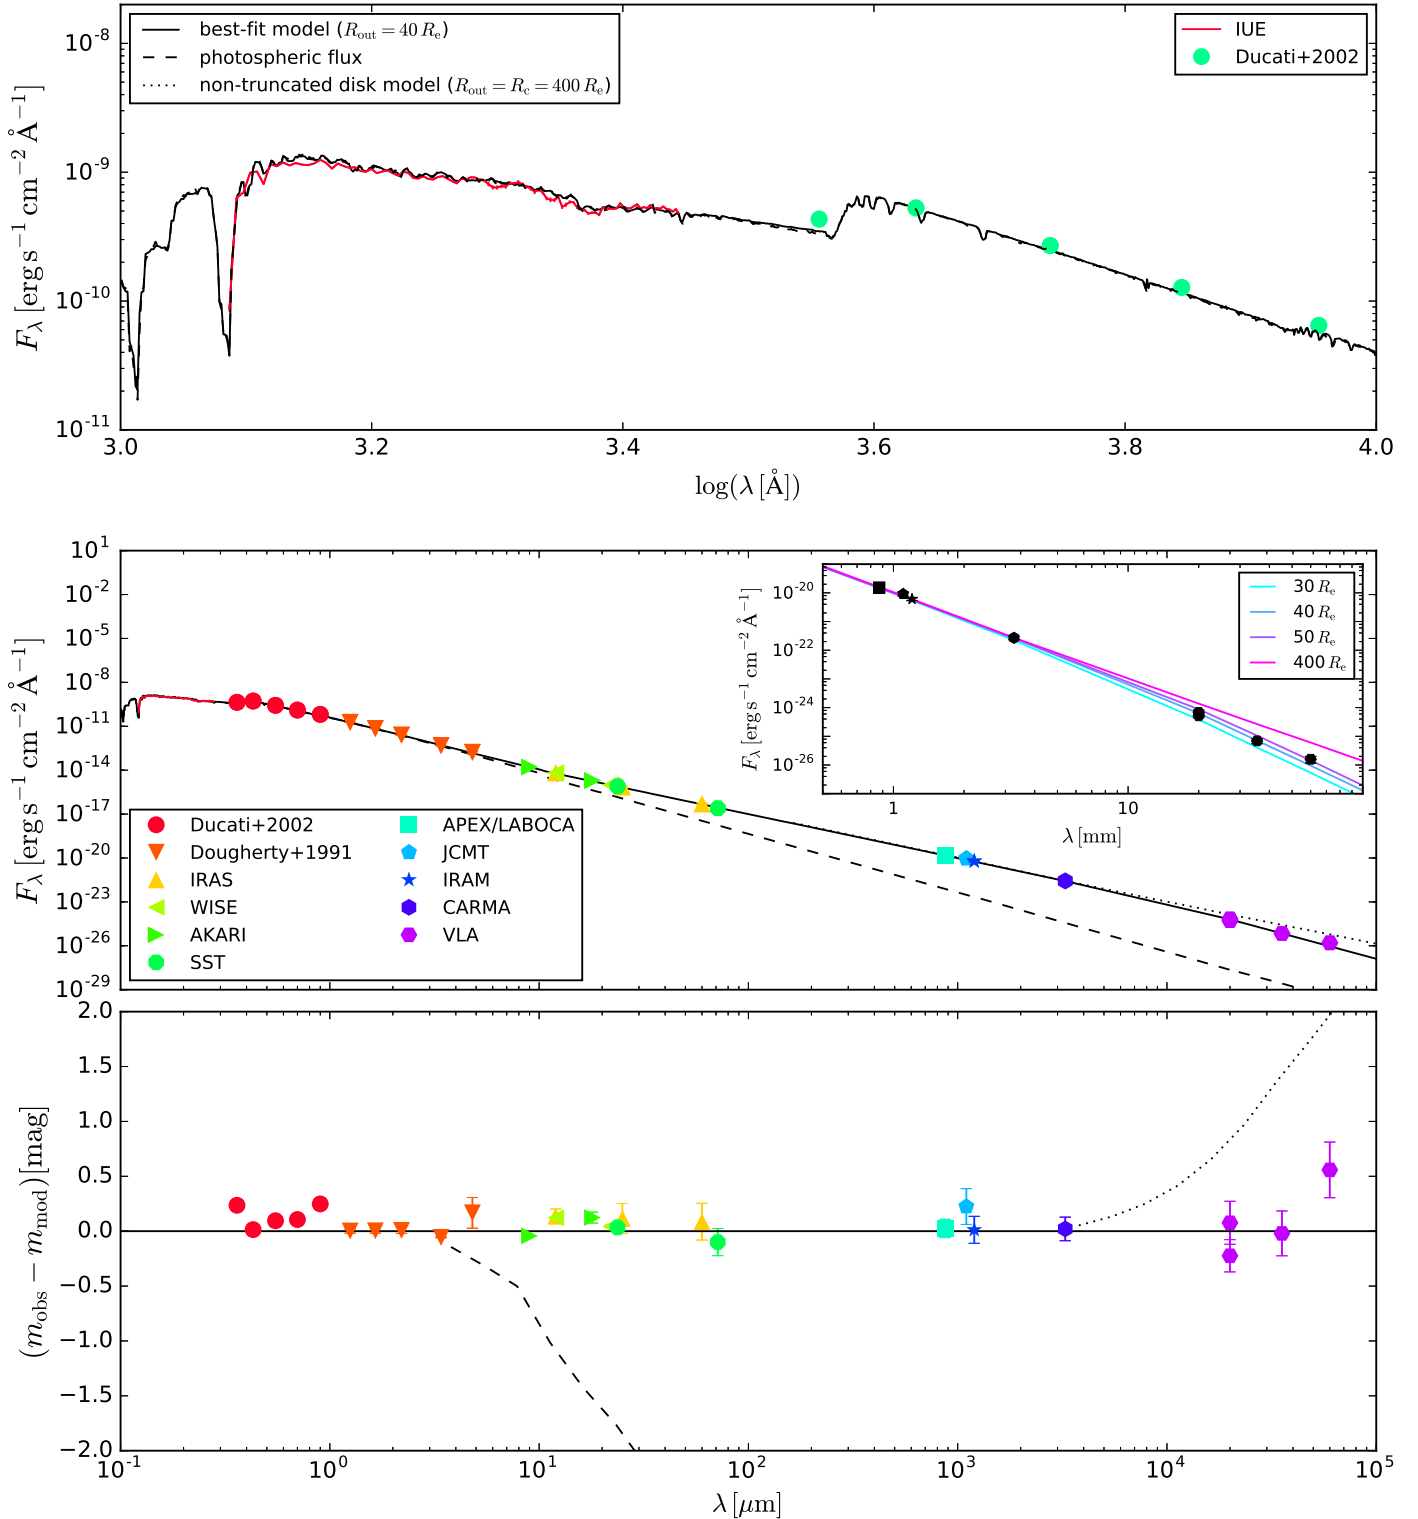 best-fit model (R_out = 40 R_e)
photospheric flux
non-truncated disk model (R_out = R_c = 400 R_e)
IUE
Ducati+2002
10^-8
10^-9
10^-10
10^-11
F_λ [erg s^-1 cm^-2 Å^-1]
3.0 3.2 3.4 3.6 3.8 4.0
log(λ [Å])
10^1
10^-2
10^-5
10^-8
10^-11
10^-14
10^-17
10^-20
10^-23
10^-26
10^-29
F_λ [erg s^-1 cm^-2 Å^-1]
Ducati+2002
Dougherty+1991
IRAS
WISE
AKARI
SST
APEX/LABOCA
JCMT
IRAM
CARMA
VLA
10^-20
10^-22
10^-24
10^-26
F_λ [erg s^-1 cm^-2 Å^-1]
30 R_e
40 R_e
50 R_e
400 R_e
1 10
λ [mm]
2.0
1.5
1.0
0.5
0.0
−0.5
−1.0
−1.5
−2.0
(m_obs − m_mod)[mag]
10^-1 10^0 10^1 10^2 10^3 10^4 10^5
λ [μm]